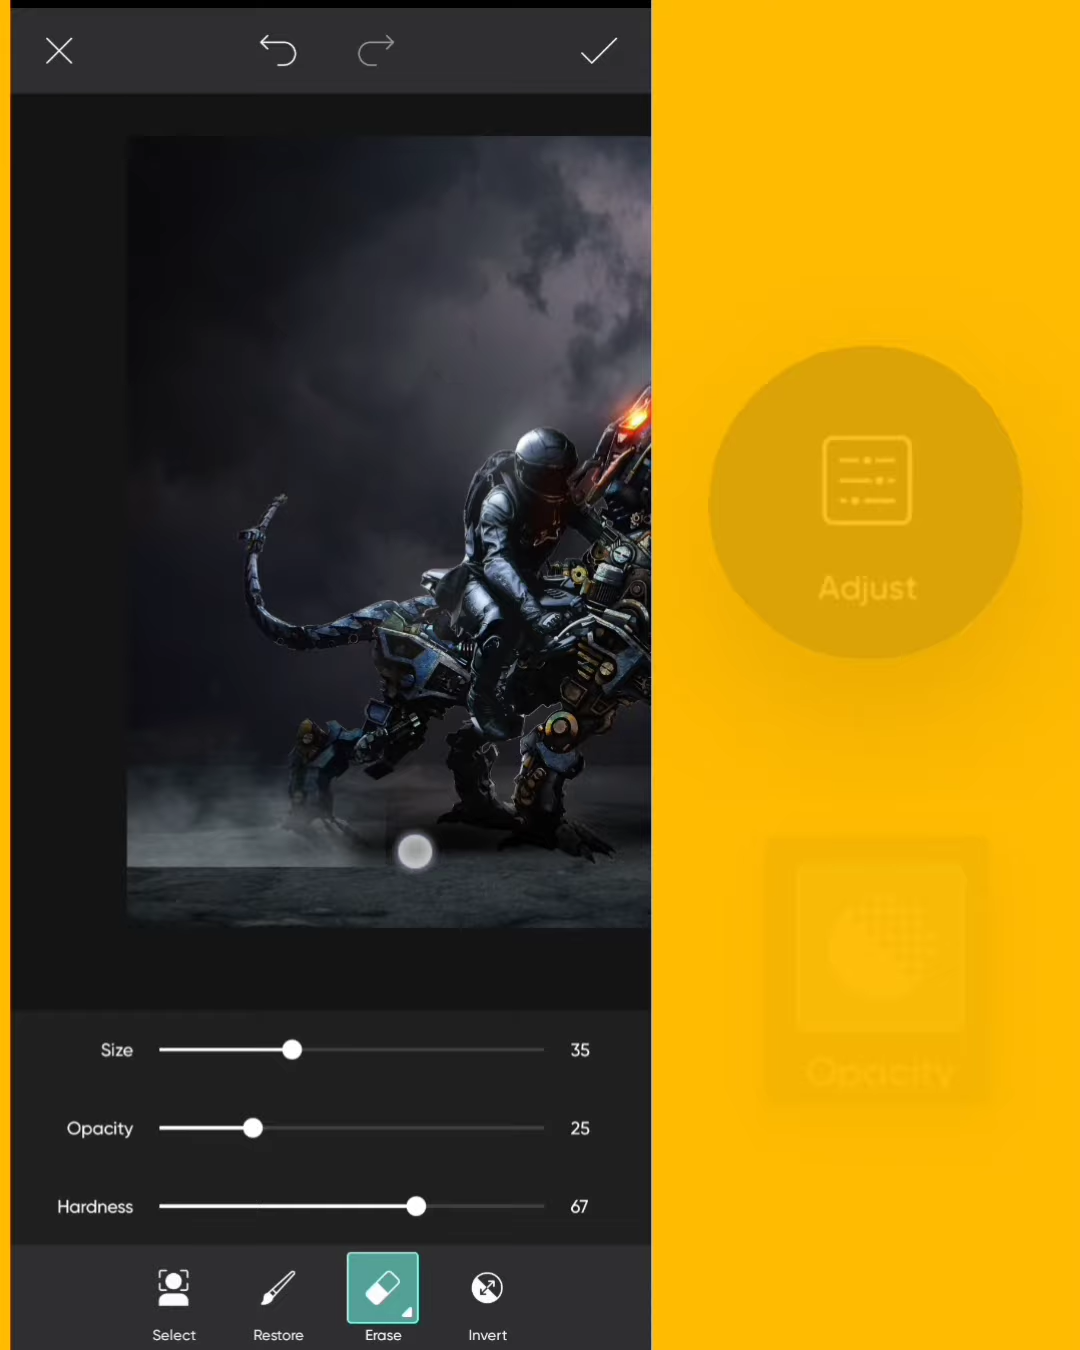 Adjust
Opacity
Size 35
Opacity 25
Hardness 67
Select Restore Erase Invert